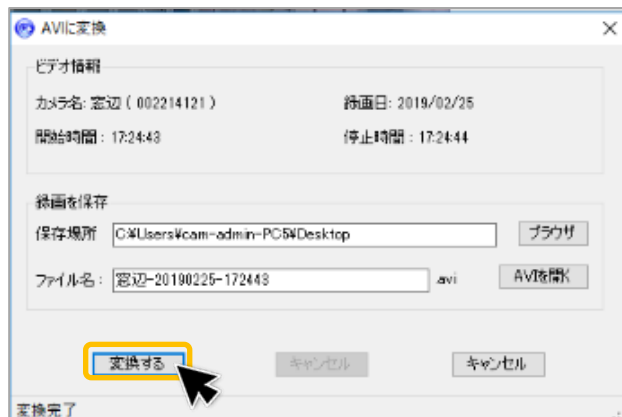 AVIに変換
ビデオ情報
カメラ名: 窓辺 ( 002214121 )
録画日: 2019/02/25
開始時間 : 17:24:43
停止時間 : 17:24:44
録画を保存
保存場所 C:¥Users¥cam-admin-PC5¥Desktop ブラウザ
ファイル名 : 窓辺-20190225-172443 .avi AVIを開く
変換する キャンセル キャンセル
変換完了